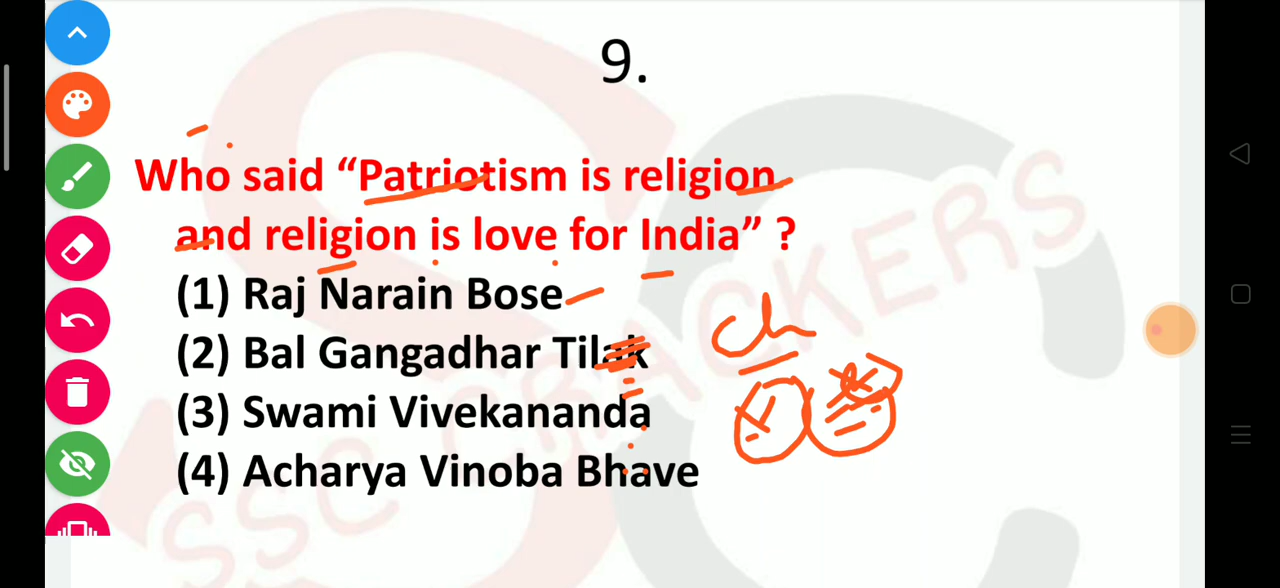 9.
Who said “Patriotism is religion
and religion is love for India” ?
(1) Raj Narain Bose
(2) Bal Gangadhar Tilak
(3) Swami Vivekananda
(4) Acharya Vinoba Bhave
SSC CRACKERS